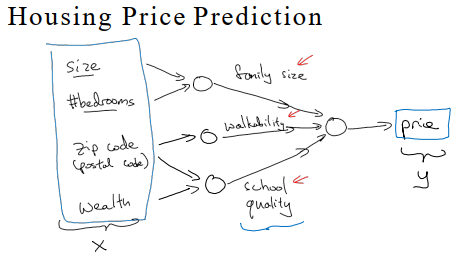 Housing Price Prediction
size
#bedrooms
zip code
(postal code)
wealth
x
family size
walkability
school
quality
price
y